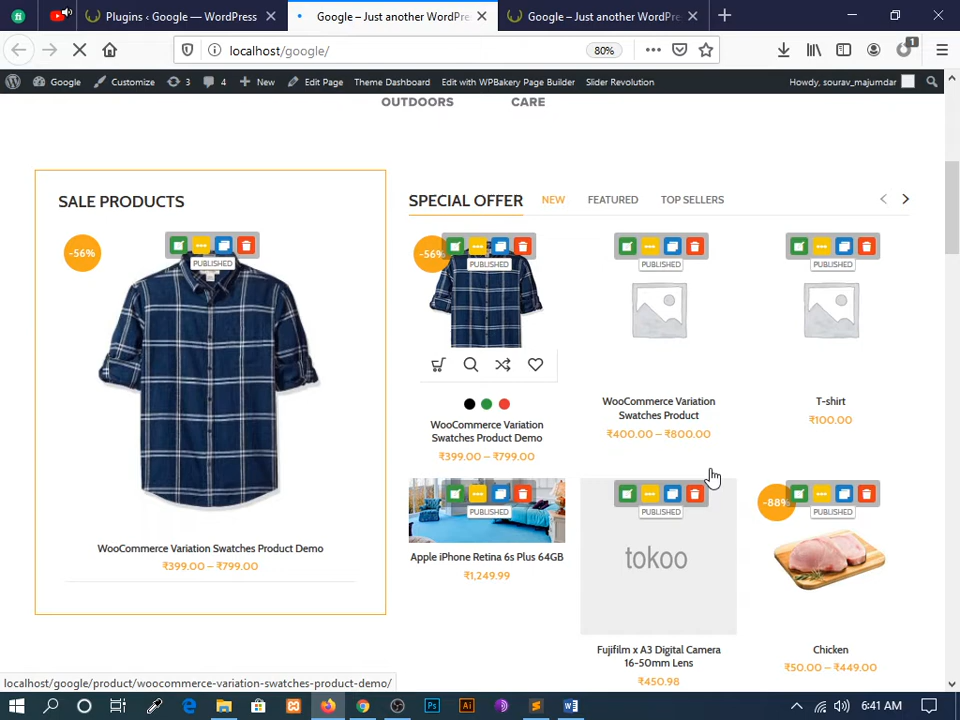 Plugins ‹ Google — WordPress
Google – Just another WordPre
Google – Just another WordPre
localhost/google/
80%
1
Google
Customize
3
4
New
Edit Page
Theme Dashboard
Edit with WPBakery Page Builder
Slider Revolution
Howdy, sourav_majumdar
OUTDOORS
CARE
SALE PRODUCTS
-56%
PUBLISHED
WooCommerce Variation Swatches Product Demo
₹399.00 – ₹799.00
SPECIAL OFFER
NEW
FEATURED
TOP SELLERS
-56%
PUBLISHED
WooCommerce Variation
Swatches Product Demo
₹399.00 – ₹799.00
PUBLISHED
WooCommerce Variation
Swatches Product
₹400.00 – ₹800.00
PUBLISHED
T-shirt
₹100.00
PUBLISHED
Apple iPhone Retina 6s Plus 64GB
₹1,249.99
PUBLISHED
tokoo
Fujifilm x A3 Digital Camera
16-50mm Lens
₹450.98
-88%
PUBLISHED
Chicken
₹50.00 – ₹449.00
localhost/google/product/woocommerce-variation-swatches-product-demo/
6:41 AM